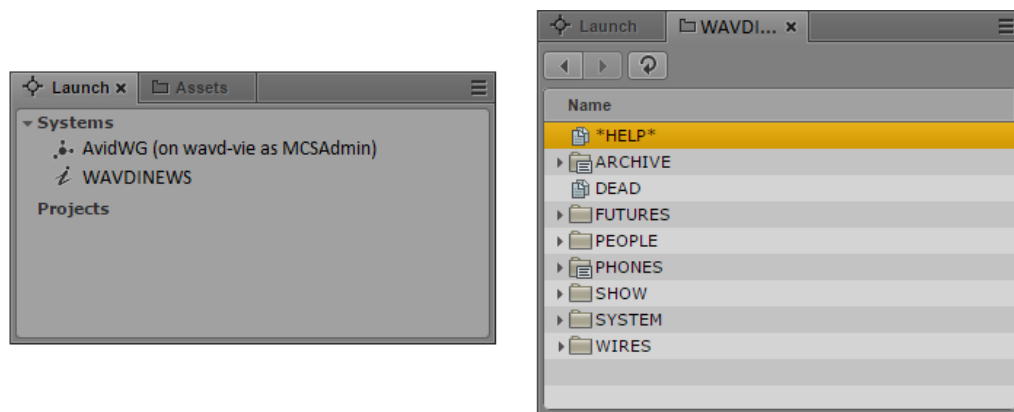 Launch Assets
Systems
AvidWG (on wavd-vie as MCSAdmin)
WAVDINEWS
Projects
Launch WAVDI...
Name
*HELP*
ARCHIVE
DEAD
FUTURES
PEOPLE
PHONES
SHOW
SYSTEM
WIRES